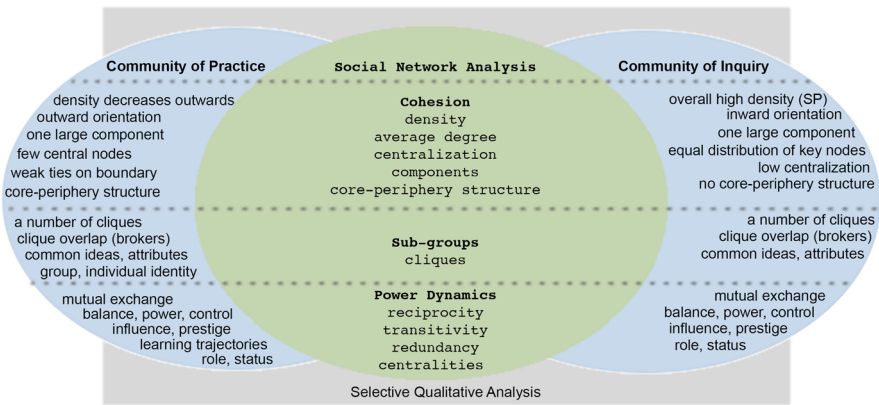 Community of Practice
Social Network Analysis
Community of Inquiry
density decreases outwards
outward orientation
one large component
few central nodes
weak ties on boundary
core-periphery structure
Cohesion
density
average degree
centralization
components
core-periphery structure
overall high density (SP)
inward orientation
one large component
equal distribution of key nodes
low centralization
no core-periphery structure
a number of cliques
clique overlap (brokers)
common ideas, attributes
group, individual identity
Sub-groups
cliques
a number of cliques
clique overlap (brokers)
common ideas, attributes
mutual exchange
balance, power, control
influence, prestige
learning trajectories
role, status
Power Dynamics
reciprocity
transitivity
redundancy
centralities
mutual exchange
balance, power, control
influence, prestige
role, status
Selective Qualitative Analysis